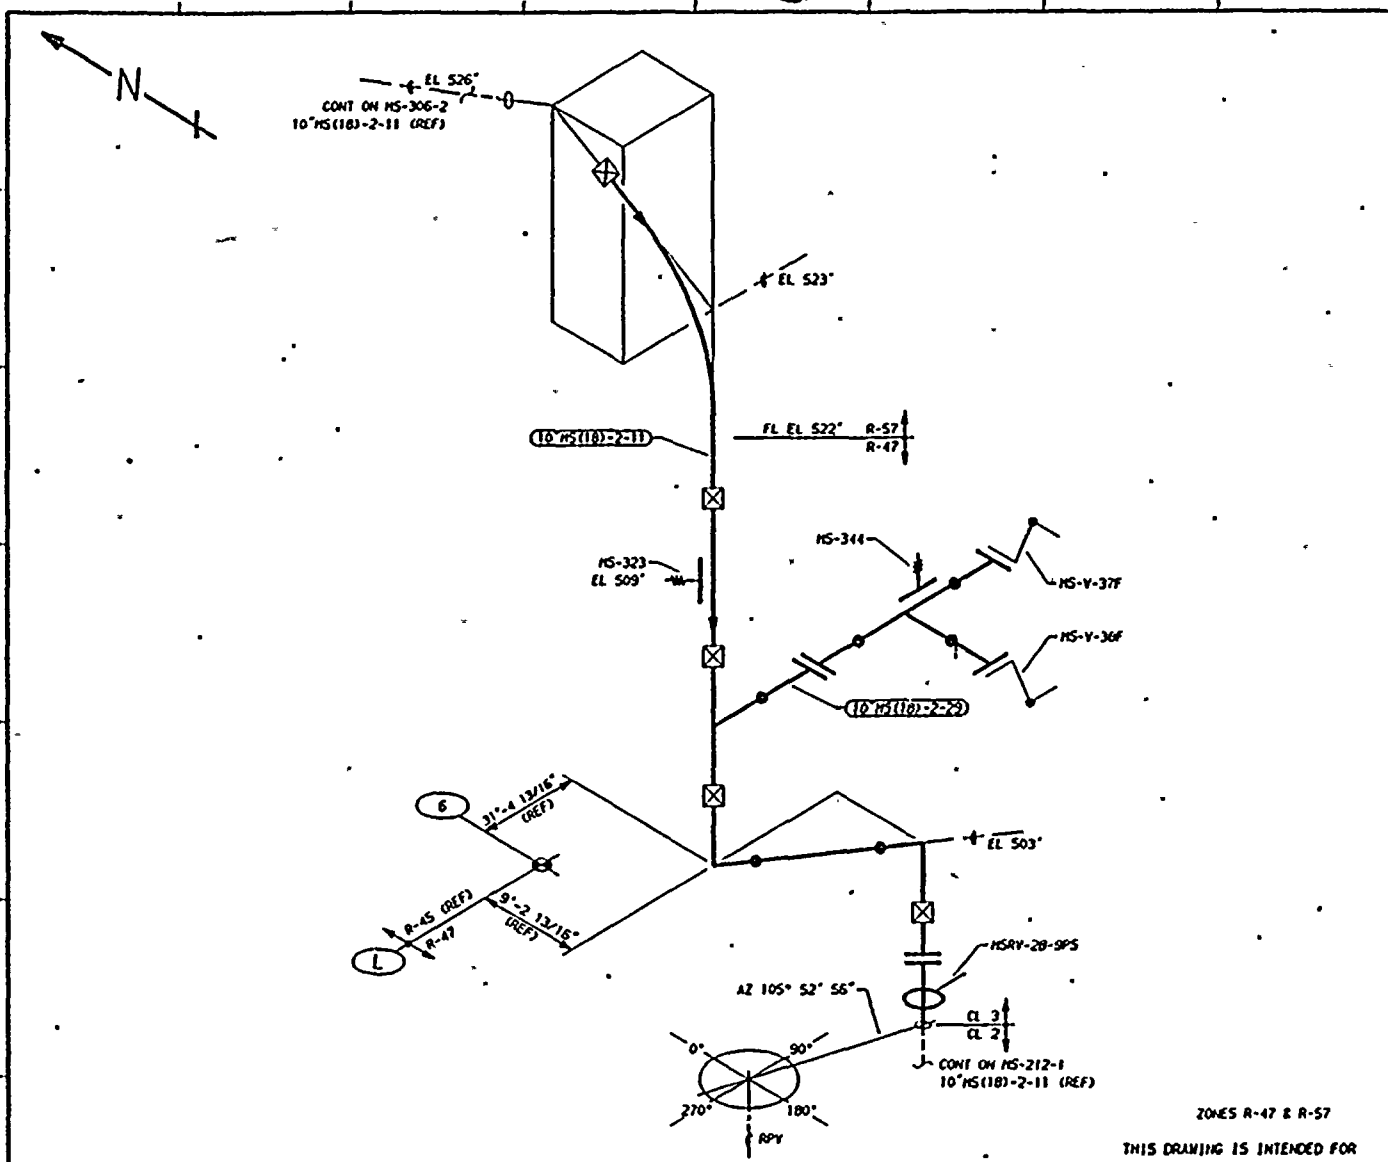 N
EL 526'
CONT ON MS-306-2
10"MS(18)-2-11 (REF)
EL 523'
10"MS(18)-2-11
FL EL 522' R-57
R-47
MS-323
EL 509'
MS-344
MS-V-37F
MS-V-36F
10"MS(18)-2-29
6
31'-4 13/16"
(REF)
EL 503'
R-45 (REF)
R-47
9'-2 13/16"
(REF)
L
MSRV-2B-9PS
AZ 105° 52' 56"
CL 3
CL 2
0°
90°
CONT ON MS-212-1
10"MS(18)-2-11 (REF)
270°
180°
RPV
ZONES R-47 & R-57
THIS DRAWING IS INTENDED FOR